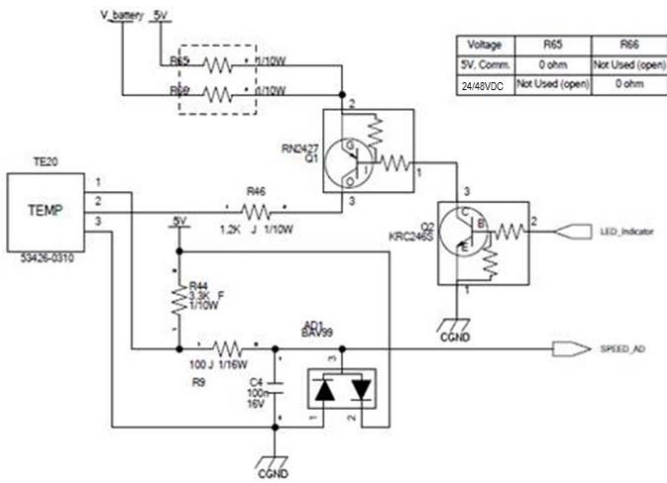 V_battery 5V
R65 1/10W
R66 1/10W
Voltage R65 R66
5V, Comm. 0 ohm Not Used (open)
24/48VDC Not Used (open) 0 ohm
2
RN2427
Q1
G
I
O
1
3
TE20
TEMP
1
2
3
53426-0310
R46
1.2K J 1/10W
5V
3
Q2
KRC246S
C
B
E
2
1
LED_Indicator
CGND
R44
3.3K F
1/10W
1
AD1
BAV99
3
100 J 1/16W
R9
SPEED_AD
C4
100n
16V
1
2
CGND